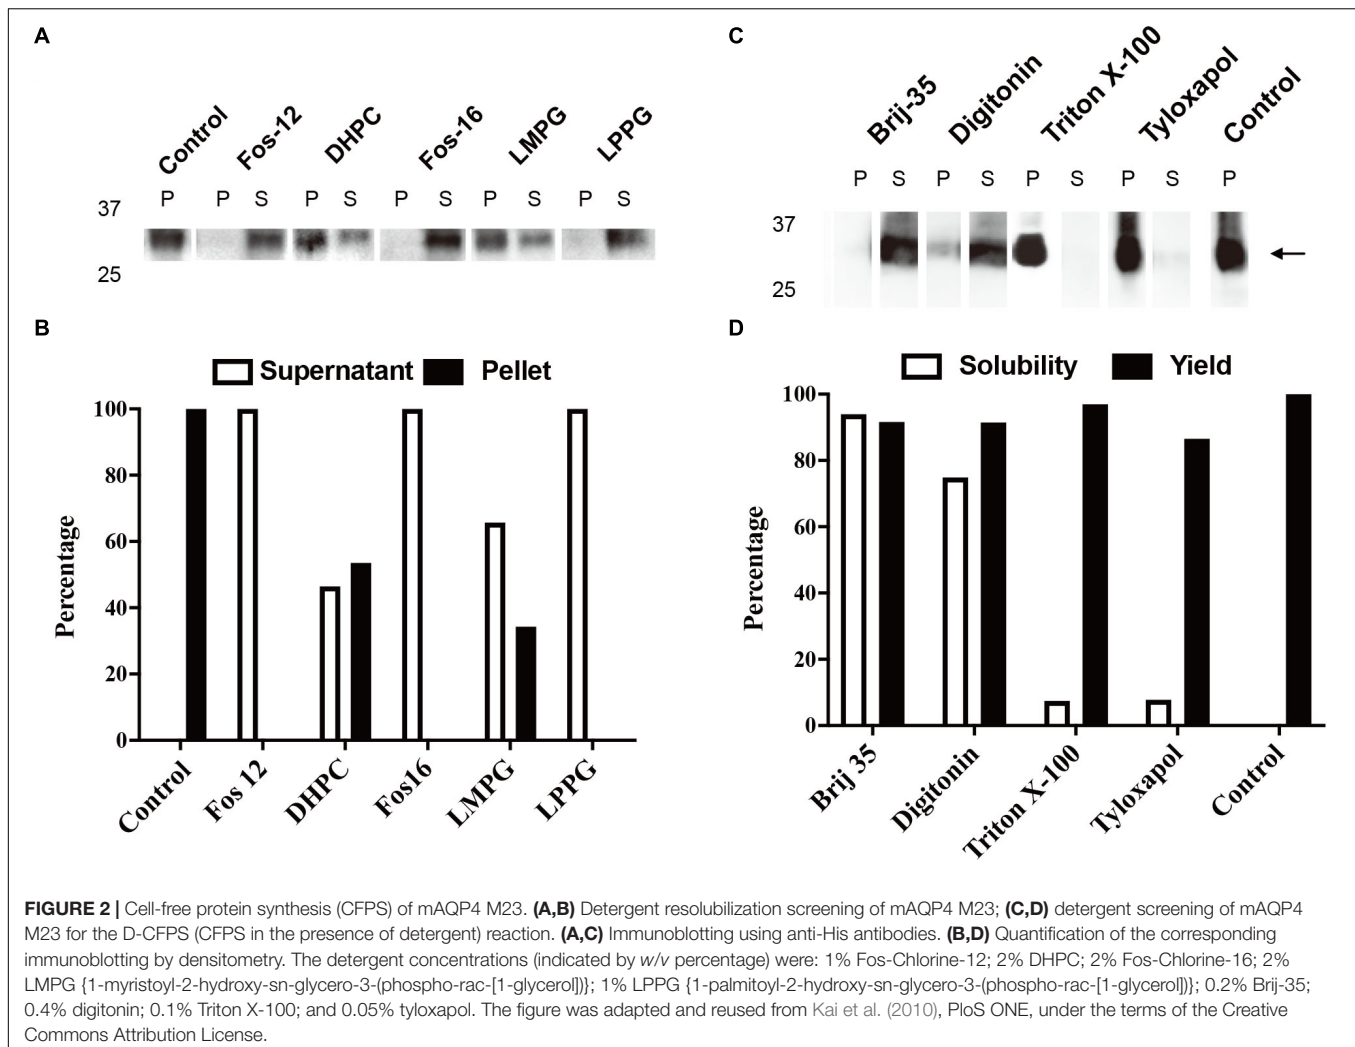 A
Control Fos-12 DHPC Fos-16 LMPG LPPG
P P S P S P S P S P S
37
25
B
Supernatant Pellet
Percentage
100
80
60
40
20
0
Control Fos 12 DHPC Fos16 LMPG LPPG
C
Brij-35 Digitonin Triton X-100 Tyloxapol Control
P S P S P S P S P
37
25
D
Solubility Yield
Percentage
100
80
60
40
20
0
Brij 35 Digitonin Triton X-100 Tyloxapol Control
FIGURE 2 | Cell-free protein synthesis (CFPS) of mAQP4 M23. (A,B) Detergent resolubilization screening of mAQP4 M23; (C,D) detergent screening of mAQP4
M23 for the D-CFPS (CFPS in the presence of detergent) reaction. (A,C) Immunoblotting using anti-His antibodies. (B,D) Quantification of the corresponding
immunoblotting by densitometry. The detergent concentrations (indicated by w/v percentage) were: 1% Fos-Chlorine-12; 2% DHPC; 2% Fos-Chlorine-16; 2%
LMPG {1-myristoyl-2-hydroxy-sn-glycero-3-(phospho-rac-[1-glycerol])}; 1% LPPG {1-palmitoyl-2-hydroxy-sn-glycero-3-(phospho-rac-[1-glycerol])}; 0.2% Brij-35;
0.4% digitonin; 0.1% Triton X-100; and 0.05% tyloxapol. The figure was adapted and reused from Kai et al. (2010), PloS ONE, under the terms of the Creative
Commons Attribution License.